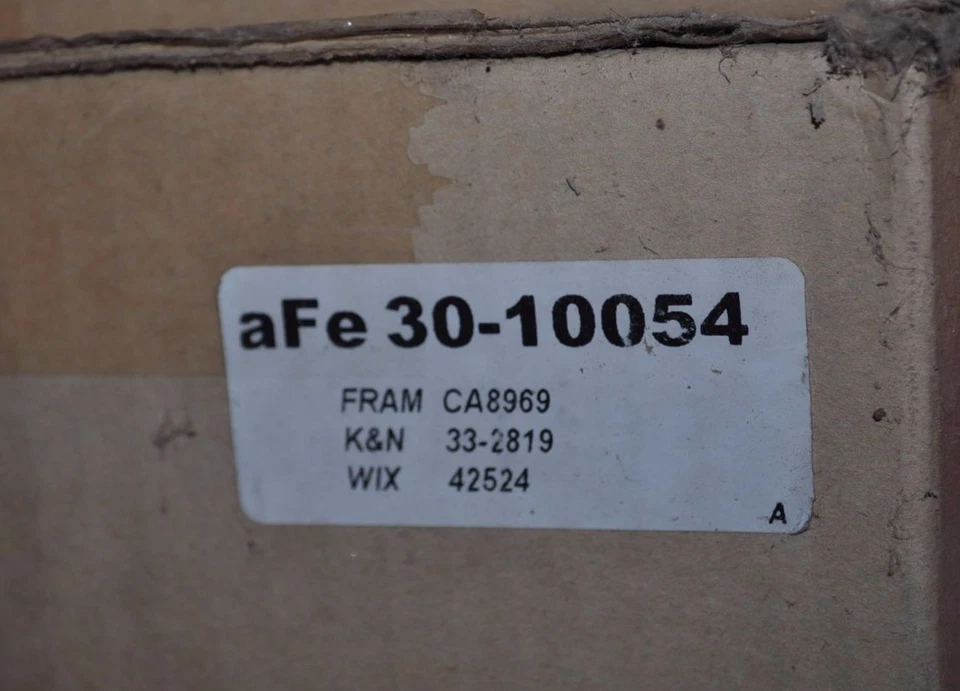 aFe 30-10054
FRAM CA8969
K&N 33-2819
WIX 42524
A